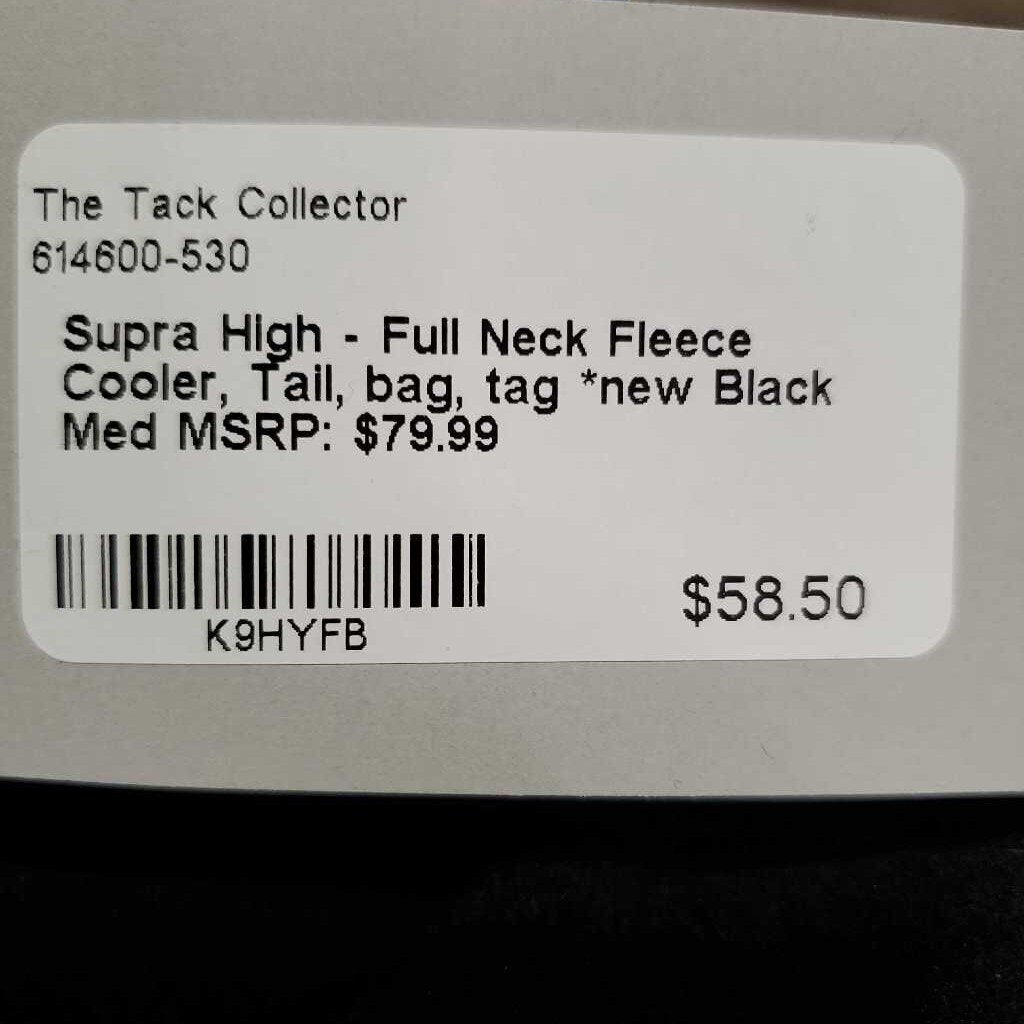 The Tack Collector
614600-530
Supra High - Full Neck Fleece
Cooler, Tail, bag, tag *new Black
Med MSRP: $79.99
K9HYFB
$58.50